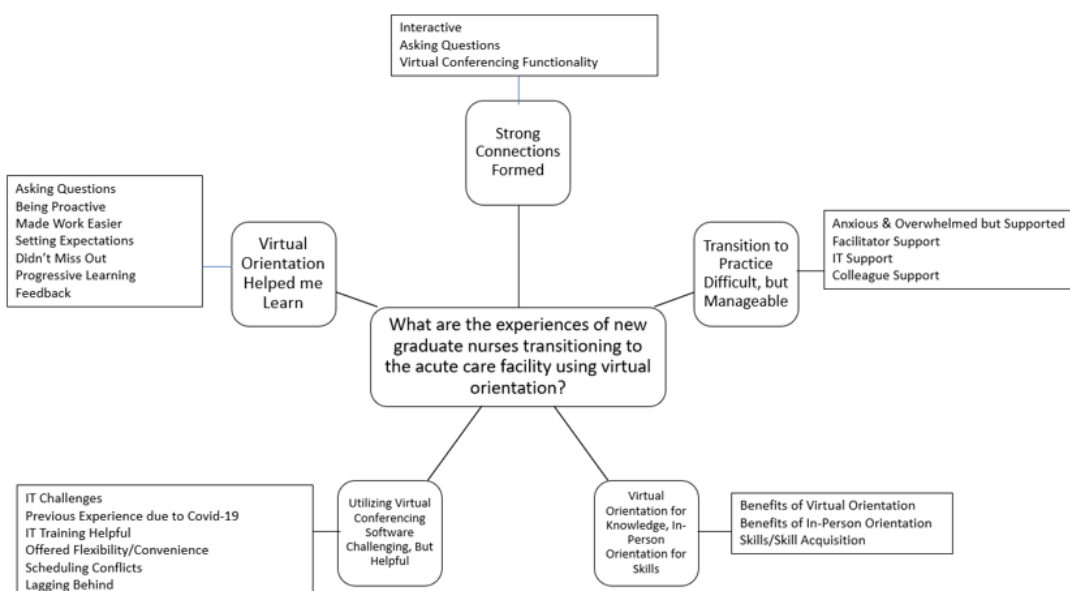 Interactive
Asking Questions
Virtual Conferencing Functionality
Strong
Connections
Formed
Asking Questions
Being Proactive
Made Work Easier
Setting Expectations
Didn't Miss Out
Progressive Learning
Feedback
Virtual
Orientation
Helped me
Learn
Transition to
Practice
Difficult, but
Manageable
Anxious & Overwhelmed but Supported
Facilitator Support
IT Support
Colleague Support
What are the experiences of new
graduate nurses transitioning to
the acute care facility using virtual
orientation?
IT Challenges
Previous Experience due to Covid-19
IT Training Helpful
Offered Flexibility/Convenience
Scheduling Conflicts
Lagging Behind
Utilizing Virtual
Conferencing
Software
Challenging, But
Helpful
Virtual
Orientation for
Knowledge, In-
Person
Orientation for
Skills
Benefits of Virtual Orientation
Benefits of In-Person Orientation
Skills/Skill Acquisition